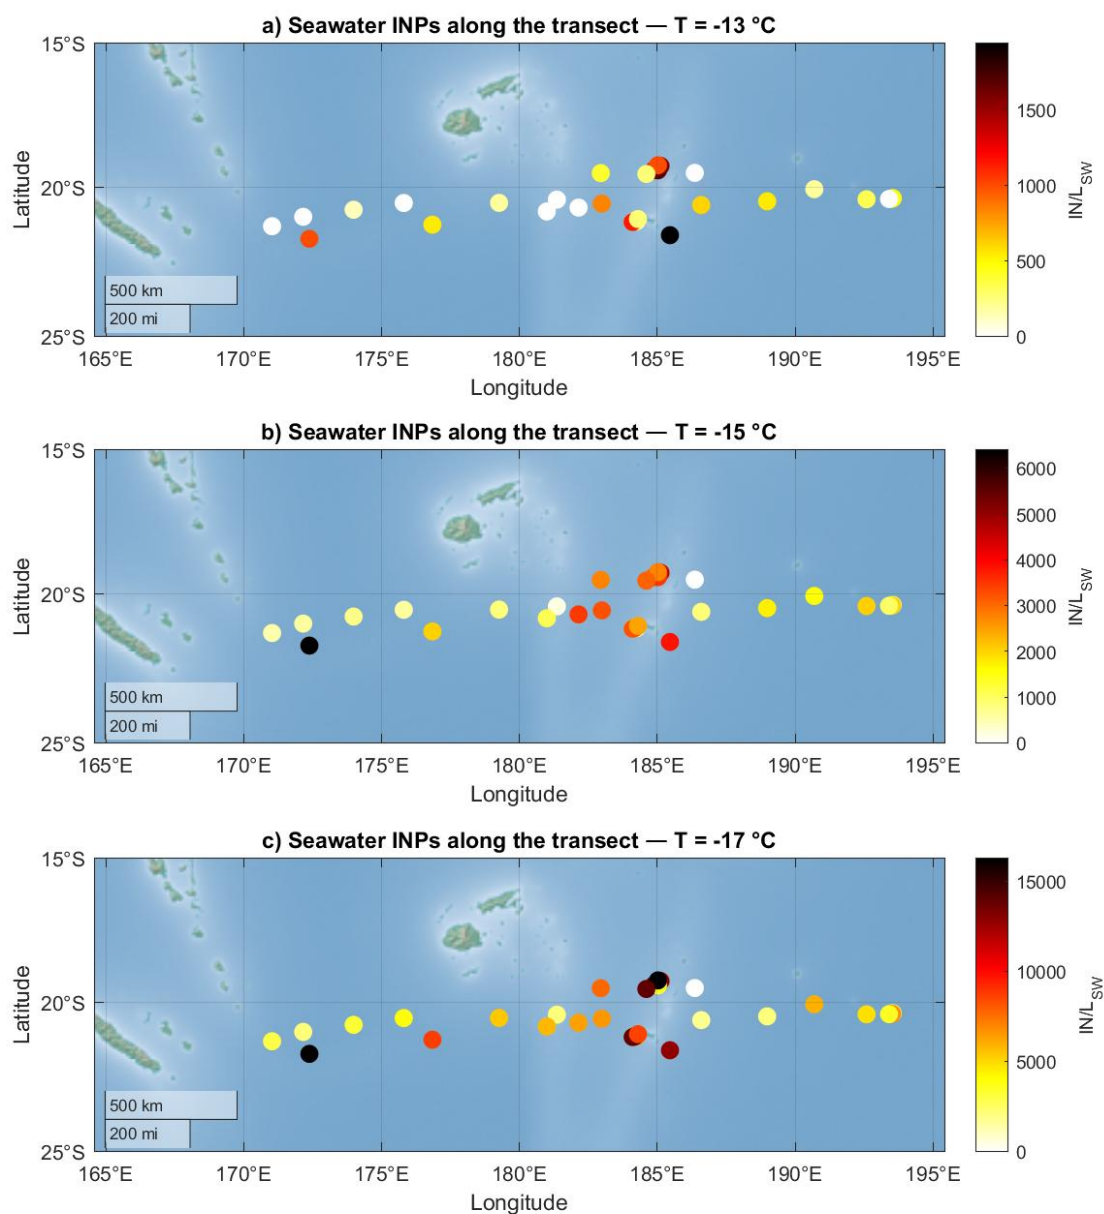 a) Seawater INPs along the transect — T = -13 °C
15°S
20°S
25°S
Latitude
500 km
200 mi
165°E 170°E 175°E 180°E 185°E 190°E 195°E
Longitude
1500
1000
500
0
IN/L_SW
b) Seawater INPs along the transect — T = -15 °C
15°S
20°S
25°S
Latitude
500 km
200 mi
165°E 170°E 175°E 180°E 185°E 190°E 195°E
Longitude
6000
5000
4000
3000
2000
1000
0
IN/L_SW
c) Seawater INPs along the transect — T = -17 °C
15°S
20°S
25°S
Latitude
500 km
200 mi
165°E 170°E 175°E 180°E 185°E 190°E 195°E
Longitude
15000
10000
5000
0
IN/L_SW